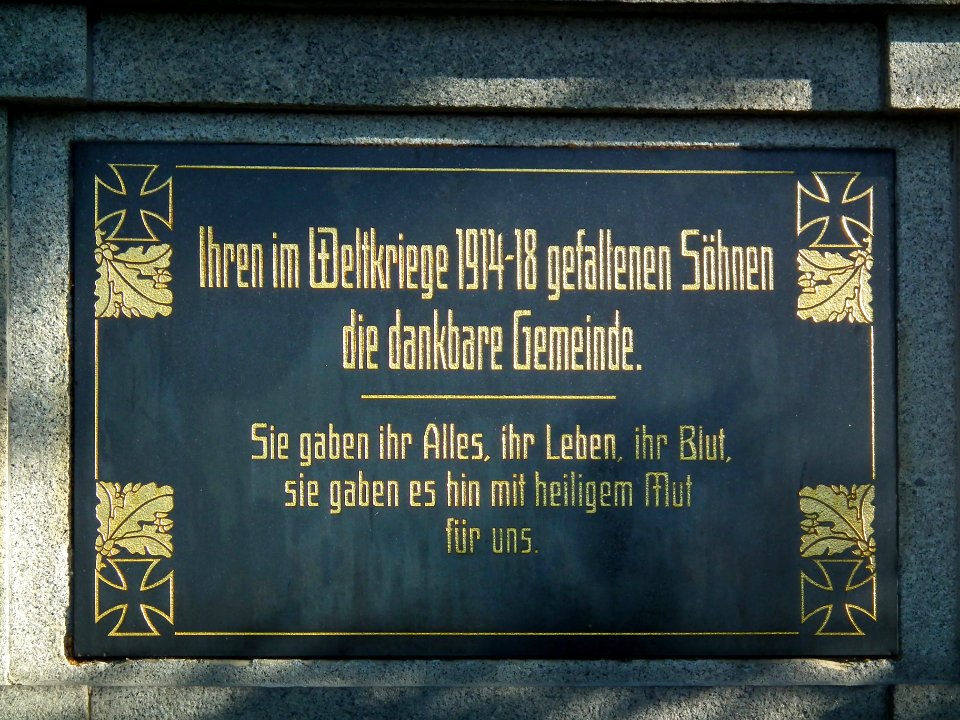 Ihren im Weltkriege 1914-18 gefallenen Söhnen
die dankbare Gemeinde.
Sie gaben ihr Alles, ihr Leben, ihr Blut,
sie gaben es hin mit heiligem Mut
für uns.